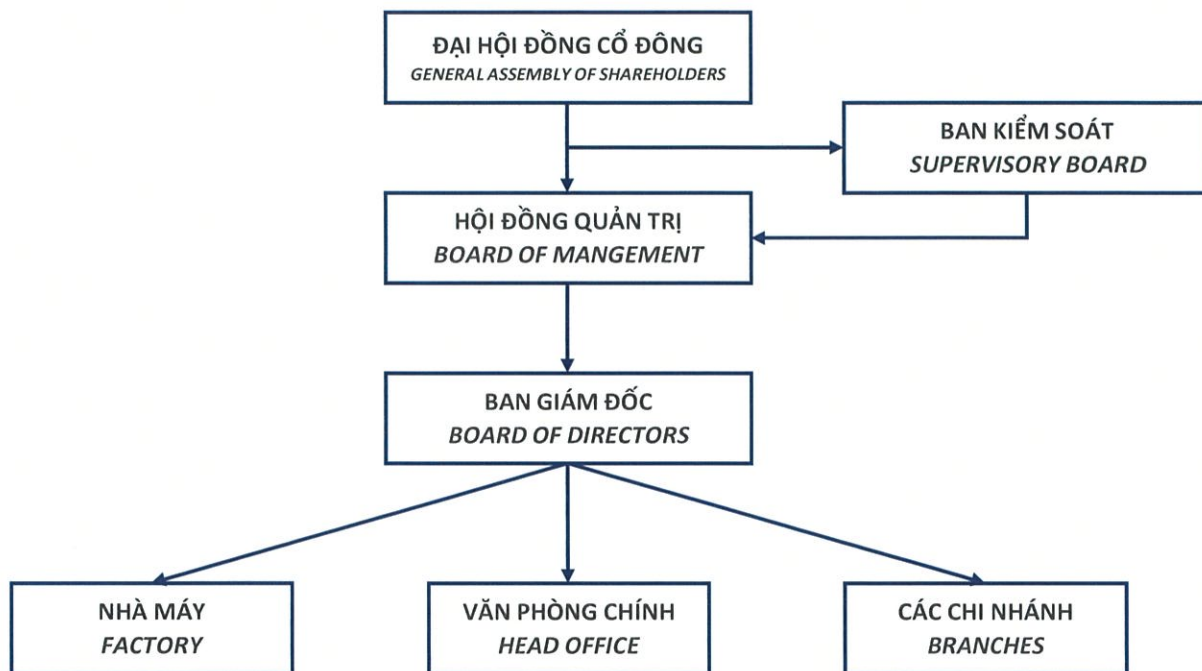 ĐẠI HỘI ĐỒNG CỔ ĐÔNG
GENERAL ASSEMBLY OF SHAREHOLDERS
BAN KIỂM SOÁT
SUPERVISORY BOARD
HỘI ĐỒNG QUẢN TRỊ
BOARD OF MANGEMENT
BAN GIÁM ĐỐC
BOARD OF DIRECTORS
NHÀ MÁY
FACTORY
VĂN PHÒNG CHÍNH
HEAD OFFICE
CÁC CHI NHÁNH
BRANCHES